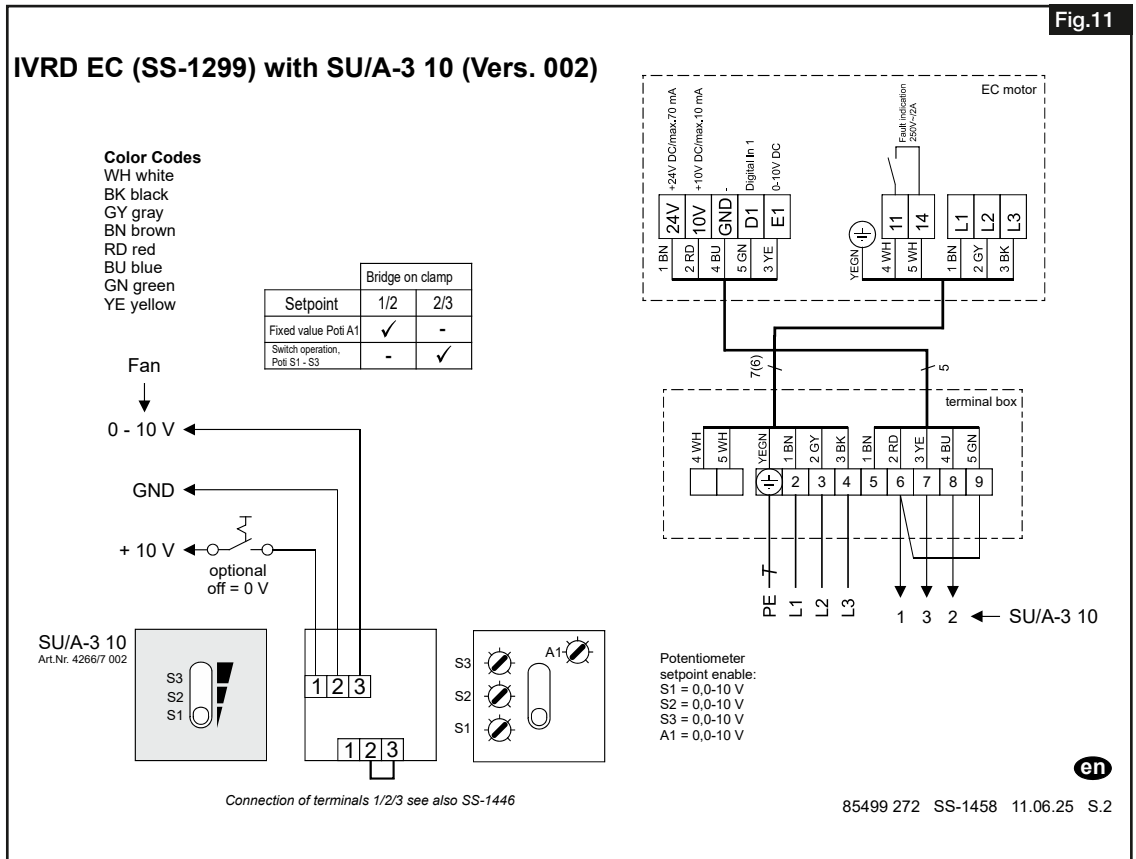 Fig.11
IVRD EC (SS-1299) with SU/A-3 10 (Vers. 002)
Color Codes
WH white
BK black
GY gray
BN brown
RD red
BU blue
GN green
YE yellow
Bridge on clamp
Setpoint 1/2 2/3
Fixed value Poti A1 ✓ -
Switch operation,
Poti S1 - S3 - ✓
Fan
0 - 10 V
GND
+ 10 V
optional
off = 0 V
SU/A-3 10
Art.Nr. 4266/7 002
S3
S2
S1
1 2 3
1 2 3
S3
S2
S1
A1
Connection of terminals 1/2/3 see also SS-1446
EC motor
+24V DC/max.70 mA
+10V DC/max.10 mA
-
Digital In 1
0-10V DC
24V 10V GND D1 E1
1 BN 2 RD 4 BU 5 GN 3 YE
Fault indication
250V~/2A
11 14 L1 L2 L3
YEGN 4 WH 5 WH 1 BN 2 GY 3 BK
7(6)
5
terminal box
4 WH 5 WH YEGN 1 BN 2 GY 3 BK 1 BN 2 RD 3 YE 4 BU 5 GN
2 3 4 5 6 7 8 9
PE L1 L2 L3
1 3 2 SU/A-3 10
Potentiometer
setpoint enable:
S1 = 0,0-10 V
S2 = 0,0-10 V
S3 = 0,0-10 V
A1 = 0,0-10 V
en
85499 272 SS-1458 11.06.25 S.2